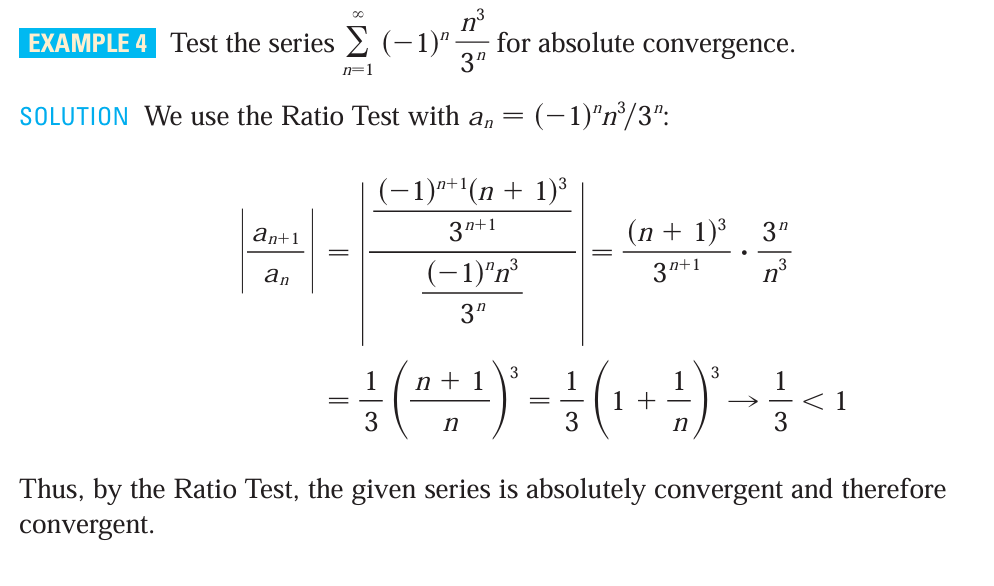 EXAMPLE 4 Test the series $\sum_{n=1}^{\infty} (-1)^n \frac{n^3}{3^n}$ for absolute convergence.
SOLUTION We use the Ratio Test with $a_n = (-1)^n n^3/3^n$:
$\left| \frac{a_{n+1}}{a_n} \right| = \left| \frac{\frac{(-1)^{n+1}(n + 1)^3}{3^{n+1}}}{\frac{(-1)^n n^3}{3^n}} \right| = \frac{(n + 1)^3}{3^{n+1}} \cdot \frac{3^n}{n^3}$
$= \frac{1}{3} \left( \frac{n + 1}{n} \right)^3 = \frac{1}{3} \left( 1 + \frac{1}{n} \right)^3 \to \frac{1}{3} < 1$
Thus, by the Ratio Test, the given series is absolutely convergent and therefore
convergent.